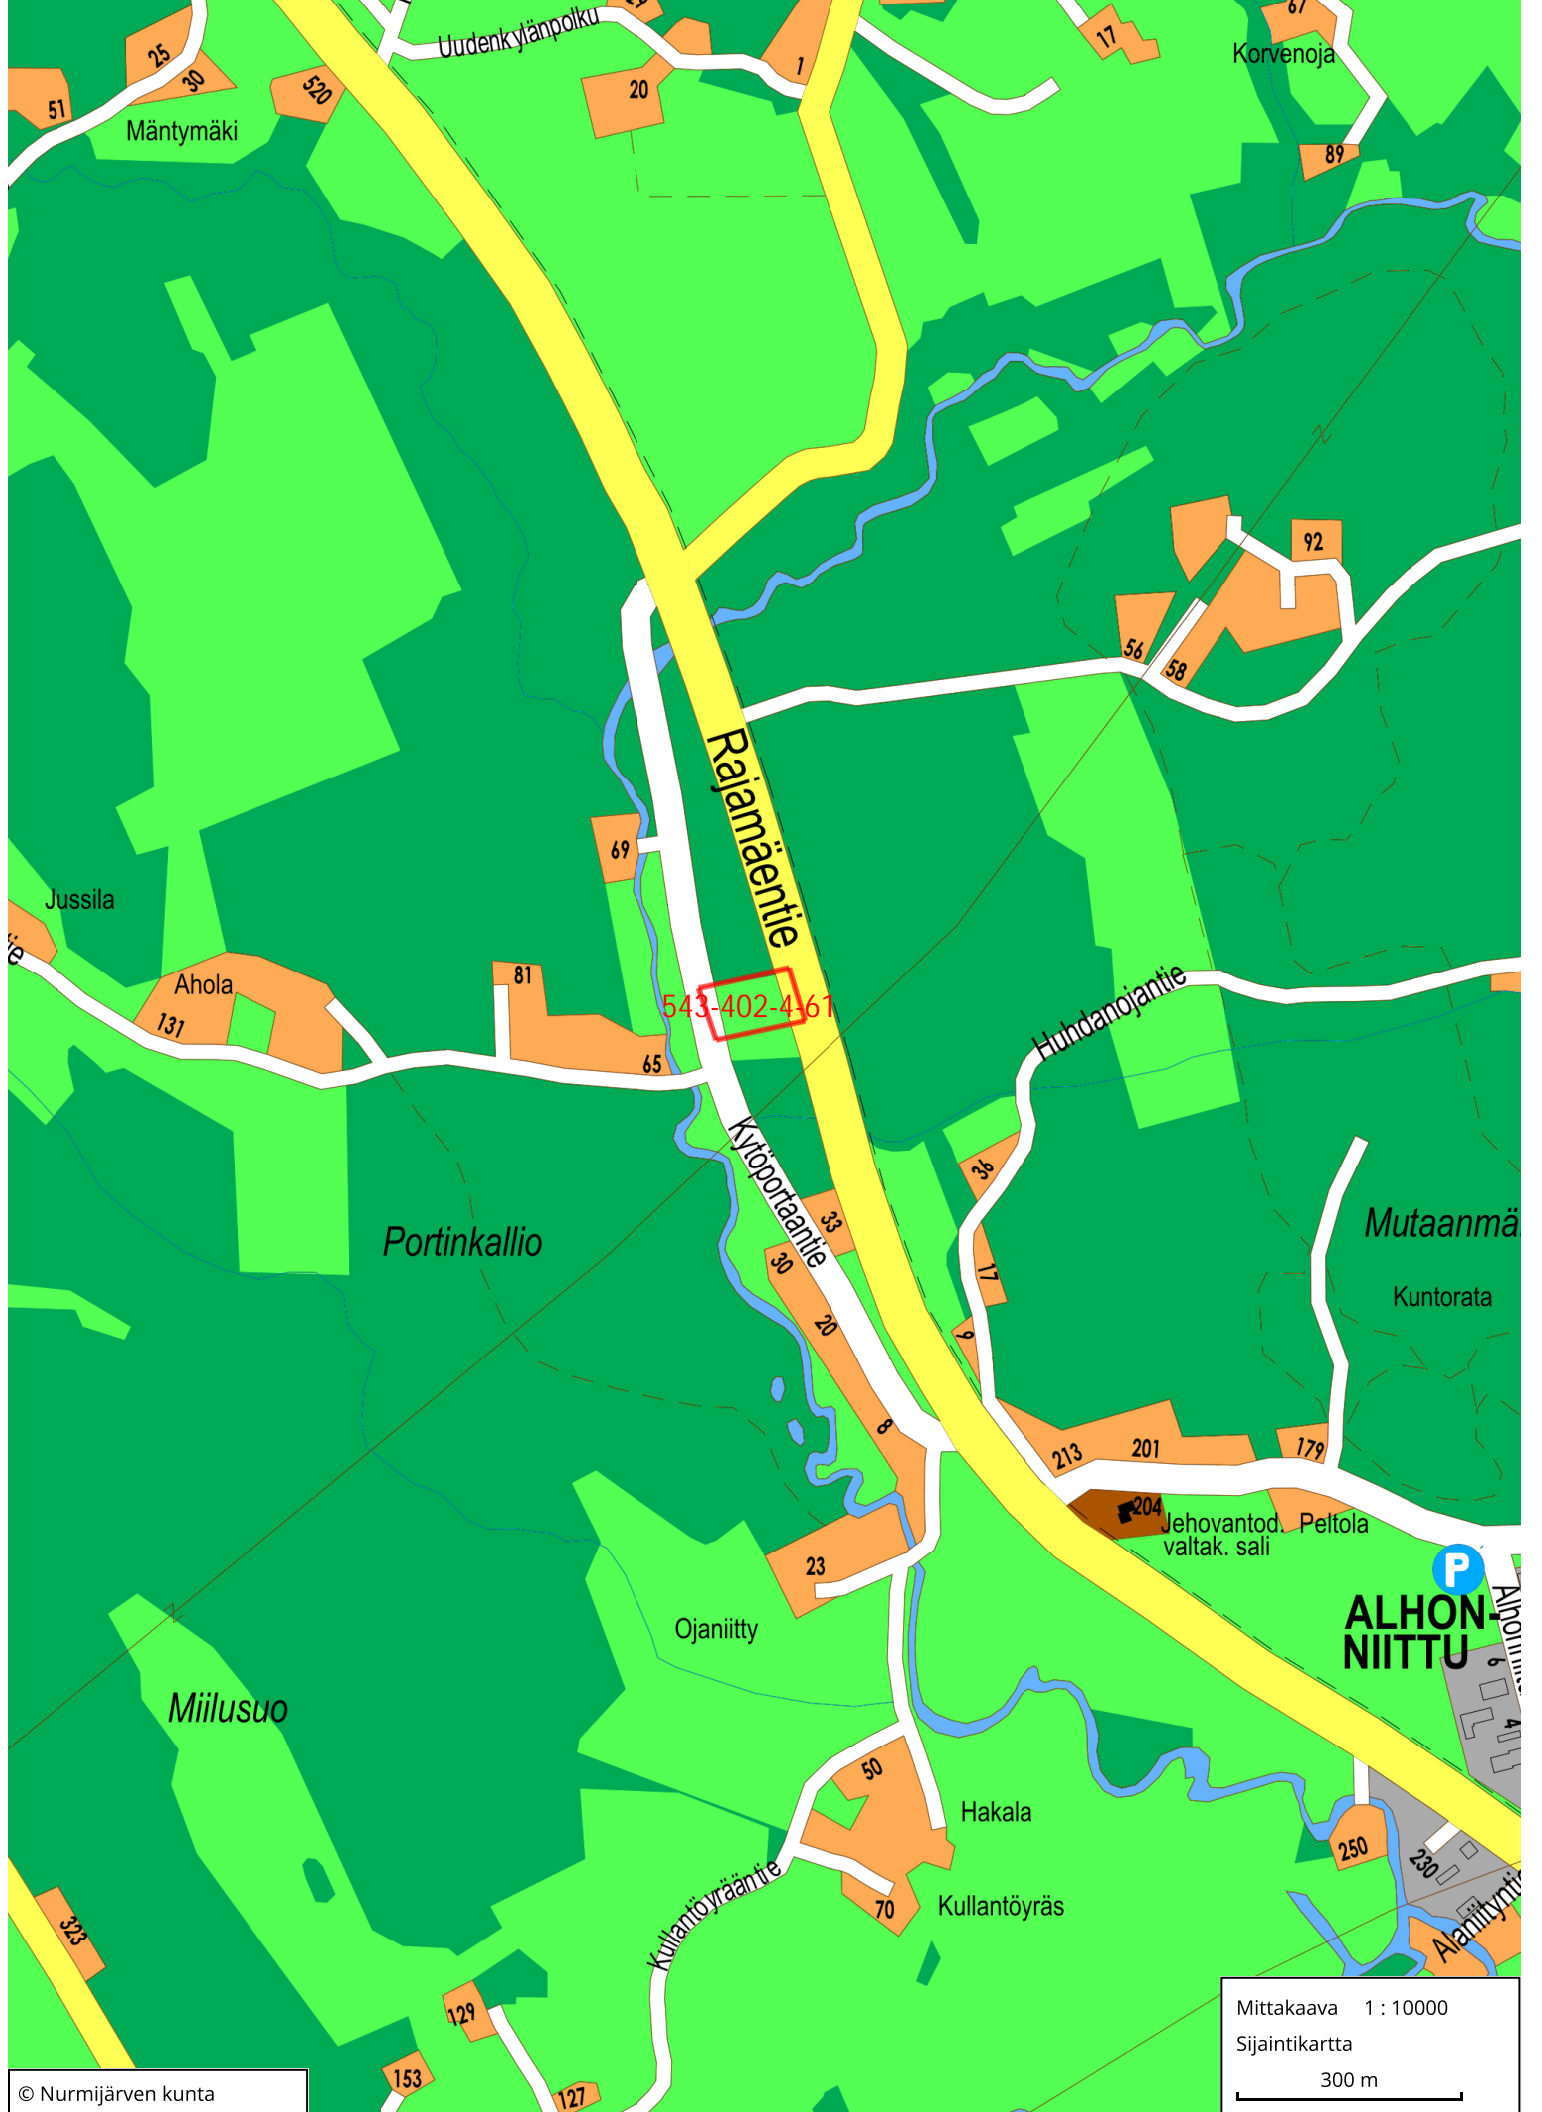 Uudenkylänpolku
67
25
30
51
520
20
1
17
Korvenoja
Mäntymäki
89
92
56
58
Rajamäentie
69
Jussila
Ahola
131
81
65
543-402-4-61
Huhdanojantie
Kytöportaantie
36
33
30
17
20
9
8
Portinkallio
Mutaanmä
Kuntorata
213
201
179
204
Jehovantod.
valtak. sali
Peltola
P
ALHON-
NIITTU
23
Ojaniitty
6
4
Miilusuo
50
Hakala
250
230
Kullantöyrääntie
70
Kullantöyräs
Alaniityntie
323
129
153
127
Mittakaava 1 : 10000
Sijaintikartta
300 m
© Nurmijärven kunta